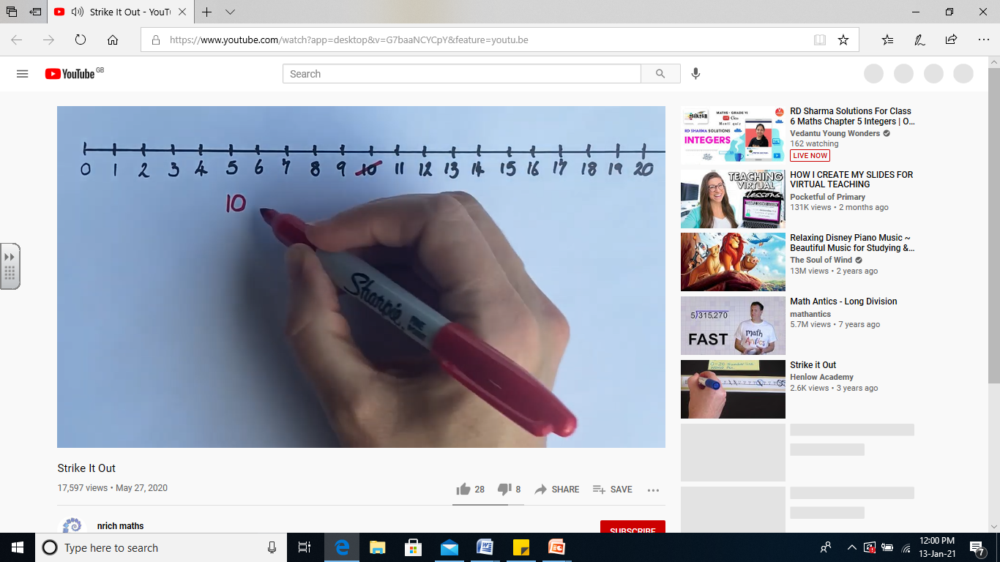 Strike It Out - YouTu
https://www.youtube.com/watch?app=desktop&v=G7baaNCYCpY&feature=youtu.be
YouTube GB
Search
0 1 2 3 4 5 6 7 8 9 10 11 12 13 14 15 16 17 18 19 20
10
Sharpie
FINE
Strike It Out
17,597 views • May 27, 2020
28 8 SHARE SAVE
nrich maths
SUBSCRIBE
MATHS - GRADE VI
Meet! quiz
RD SHARMA SOLUTIONS
INTEGERS
RD Sharma Solutions For Class
6 Maths Chapter 5 Integers | O...
Vedantu Young Wonders
162 watching
LIVE NOW
TEACHING
VIRTUAL
lessons
HOW I CREATE MY SLIDES FOR
VIRTUAL TEACHING
Pocketful of Primary
131K views • 2 months ago
Relaxing Disney Piano Music ~
Beautiful Music for Studying &...
The Soul of Wind
13M views • 2 years ago
5)315,270
FAST
math
Antics
Math Antics - Long Division
mathantics
5.7M views • 7 years ago
Strike it Out
Henlow Academy
2.6K views • 3 years ago
Type here to search
12:00 PM
13-Jan-21
7